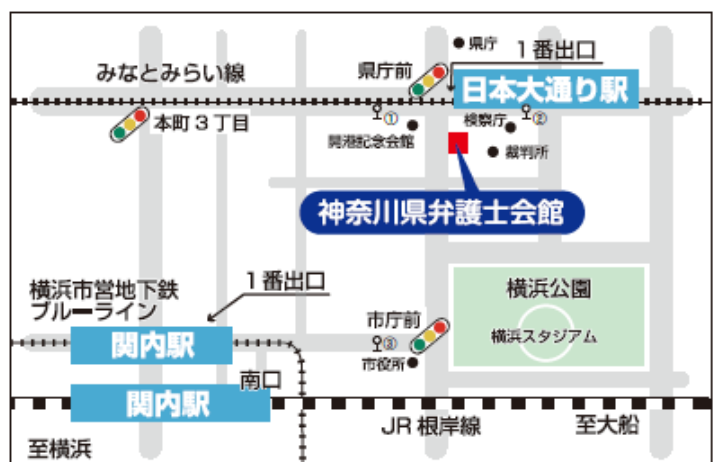 県庁
1番出口
みなとみらい線
県庁前
日本大通り駅
本町3丁目
①
開港記念会館
検察庁
②
裁判所
神奈川県弁護士会館
横浜市営地下鉄
ブルーライン
1番出口
横浜公園
市庁前
横浜スタジアム
関内駅
③
市役所
南口
関内駅
JR根岸線
至大船
至横浜